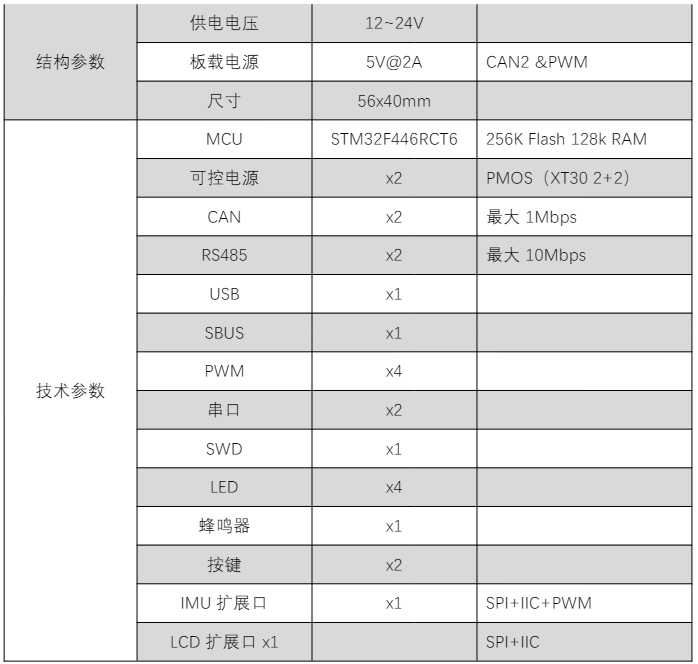 结构参数
供电电压 12~24V
板载电源 5V@2A CAN2 &PWM
尺寸 56x40mm
技术参数
MCU STM32F446RCT6 256K Flash 128k RAM
可控电源 x2 PMOS（XT30 2+2）
CAN x2 最大 1Mbps
RS485 x2 最大 10Mbps
USB x1
SBUS x1
PWM x4
串口 x2
SWD x1
LED x4
蜂鸣器 x1
按键 x2
IMU 扩展口 x1 SPI+IIC+PWM
LCD 扩展口 x1 SPI+IIC